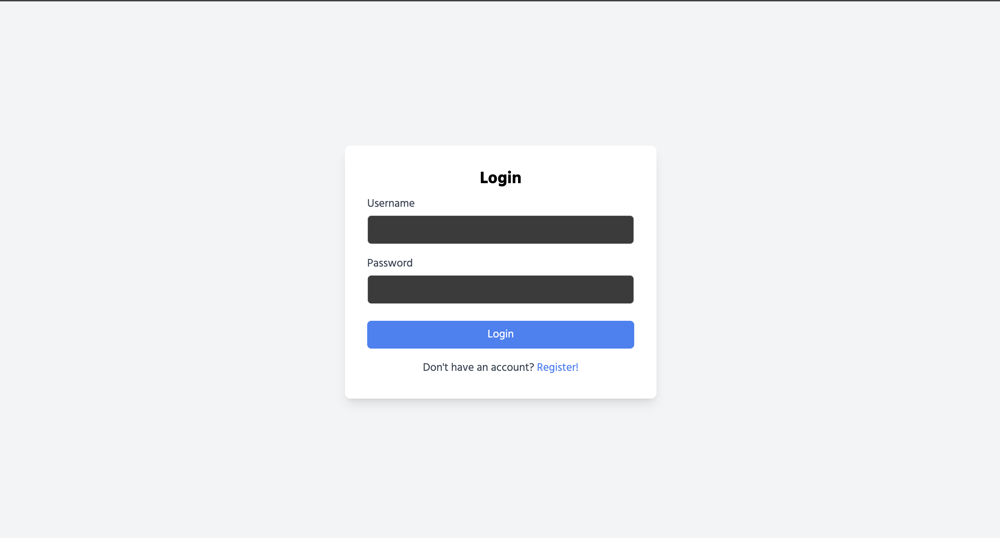 Login
Username
Password
Login
Don't have an account? Register!